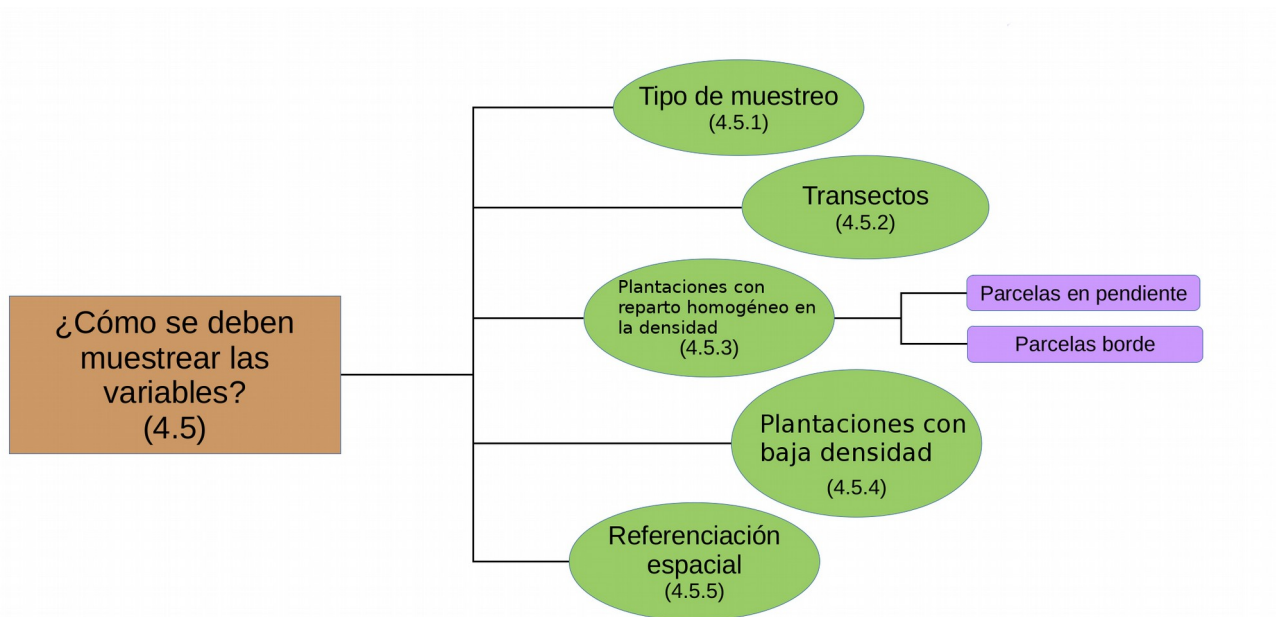 ¿Cómo se deben
muestrear las
variables?
(4.5)
Tipo de muestreo
(4.5.1)
Transectos
(4.5.2)
Plantaciones con
reparto homogéneo en
la densidad
(4.5.3)
Parcelas en pendiente
Parcelas borde
Plantaciones con
baja densidad
(4.5.4)
Referenciación
espacial
(4.5.5)